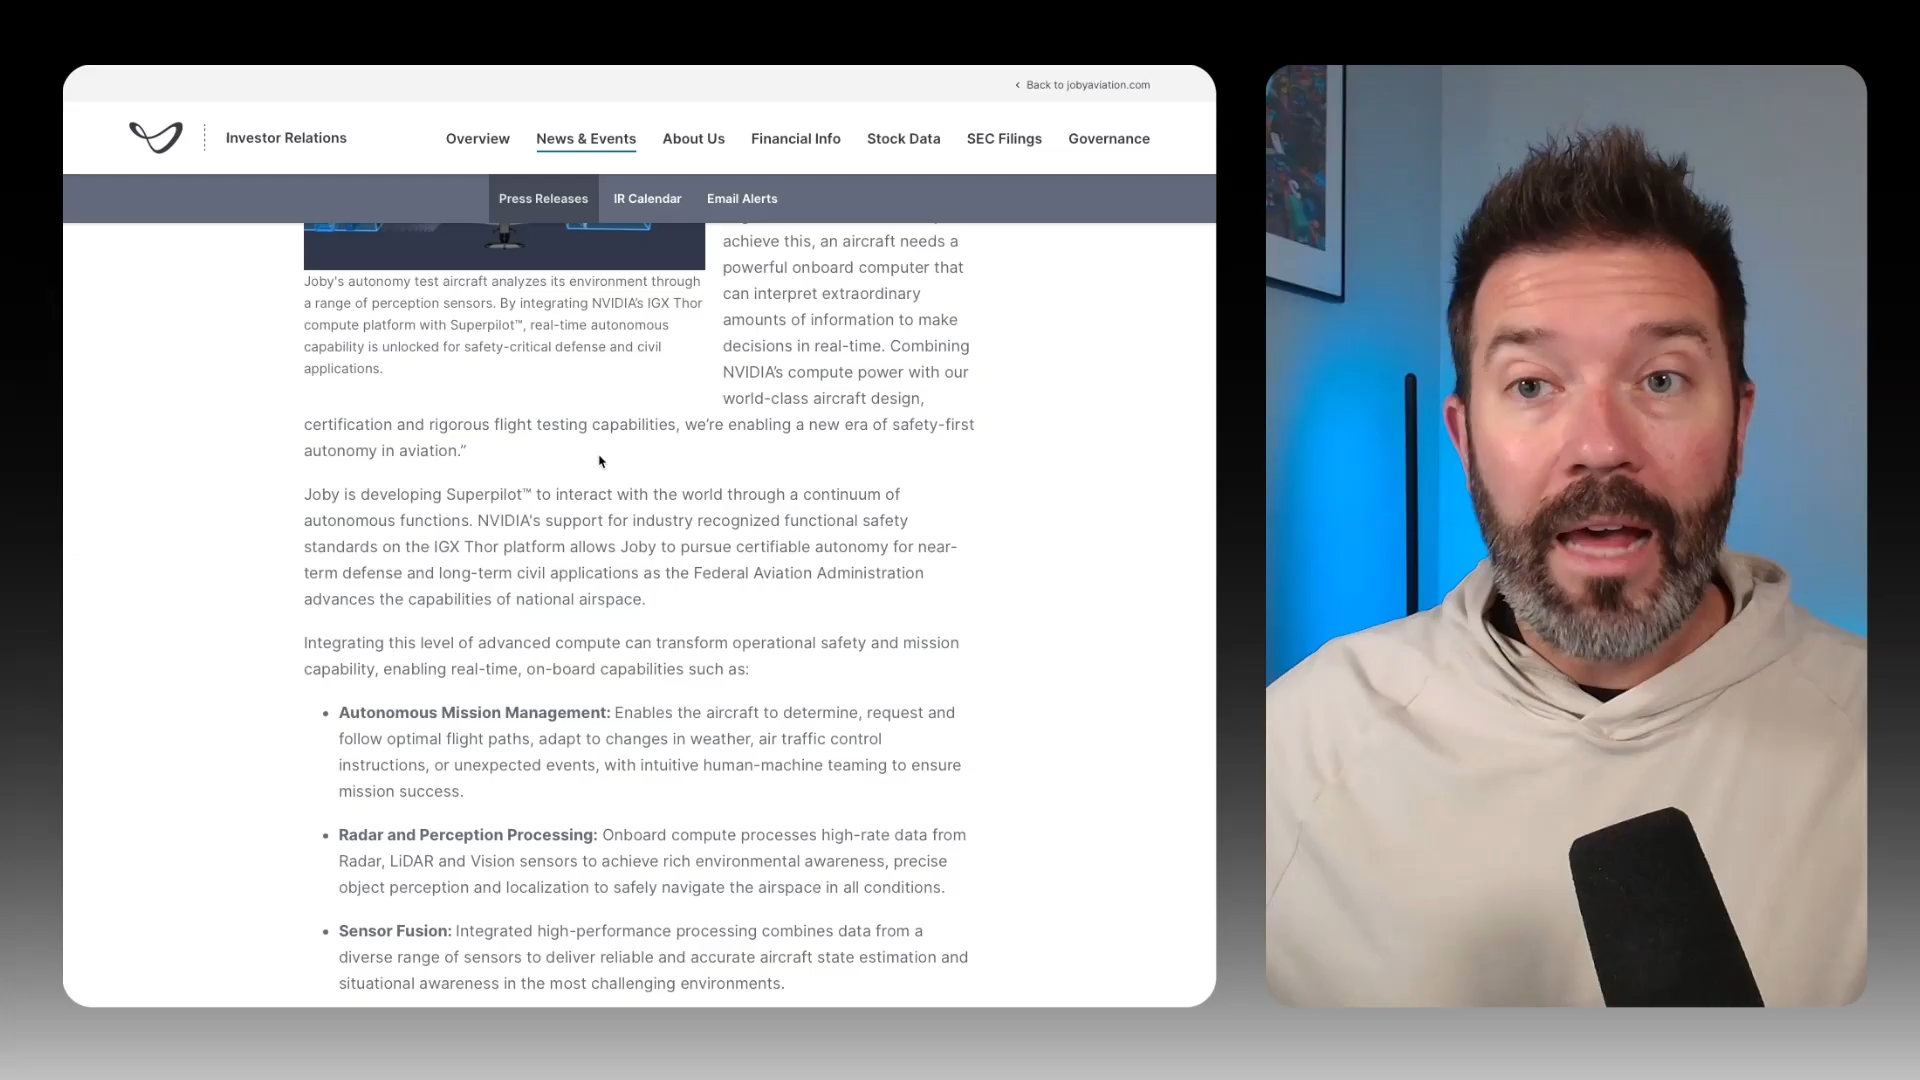 ‹ Back to jobyaviation.com
Investor Relations
Overview News & Events About Us Financial Info Stock Data SEC Filings Governance
Press Releases IR Calendar Email Alerts
Joby's autonomy test aircraft analyzes its environment through
a range of perception sensors. By integrating NVIDIA’s IGX Thor
compute platform with Superpilot™, real-time autonomous
capability is unlocked for safety-critical defense and civil
applications.
achieve this, an aircraft needs a
powerful onboard computer that
can interpret extraordinary
amounts of information to make
decisions in real-time. Combining
NVIDIA’s compute power with our
world-class aircraft design,
certification and rigorous flight testing capabilities, we’re enabling a new era of safety-first
autonomy in aviation.”
Joby is developing Superpilot™ to interact with the world through a continuum of
autonomous functions. NVIDIA's support for industry recognized functional safety
standards on the IGX Thor platform allows Joby to pursue certifiable autonomy for near-
term defense and long-term civil applications as the Federal Aviation Administration
advances the capabilities of national airspace.
Integrating this level of advanced compute can transform operational safety and mission
capability, enabling real-time, on-board capabilities such as:
• Autonomous Mission Management: Enables the aircraft to determine, request and
follow optimal flight paths, adapt to changes in weather, air traffic control
instructions, or unexpected events, with intuitive human-machine teaming to ensure
mission success.
• Radar and Perception Processing: Onboard compute processes high-rate data from
Radar, LiDAR and Vision sensors to achieve rich environmental awareness, precise
object perception and localization to safely navigate the airspace in all conditions.
• Sensor Fusion: Integrated high-performance processing combines data from a
diverse range of sensors to deliver reliable and accurate aircraft state estimation and
situational awareness in the most challenging environments.